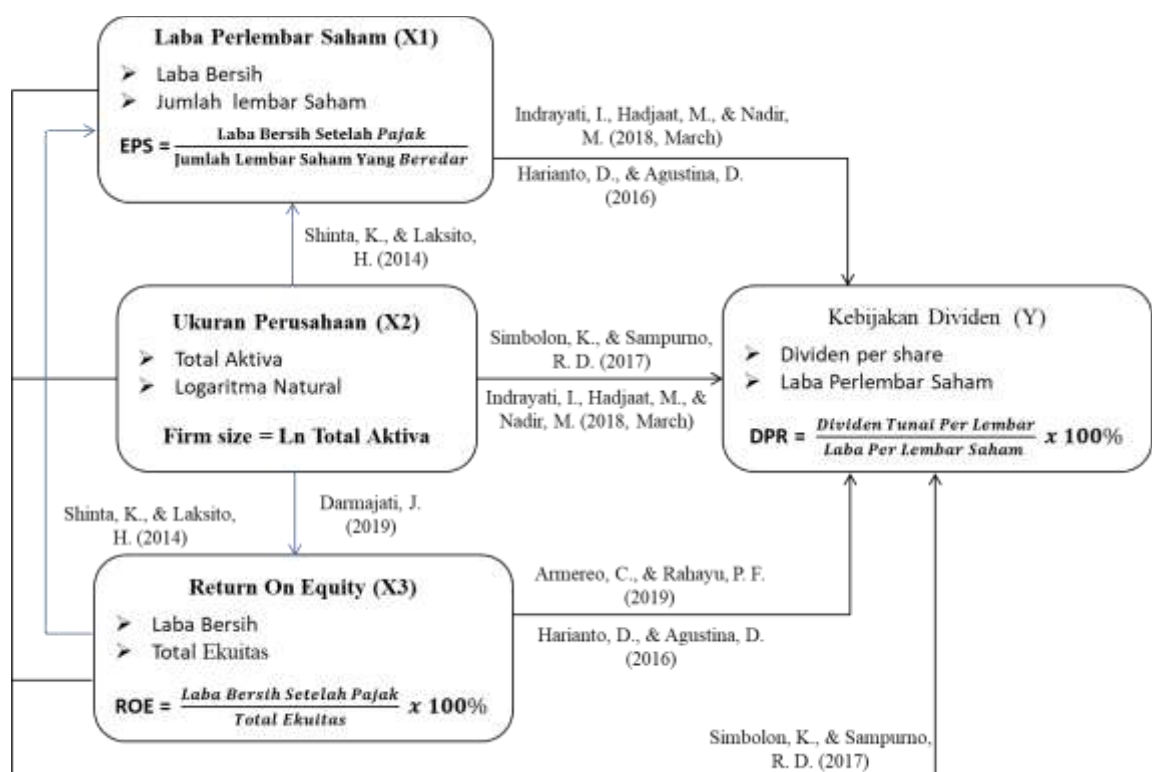 Laba Perlembar Saham (X1)
➢ Laba Bersih
➢ Jumlah lembar Saham
EPS = Laba Bersih Setelah Pajak
Jumlah Lembar Saham Yang Beredar
Indrayati, I., Hadjaat, M., & Nadir,
M. (2018, March)
Harianto, D., & Agustina, D.
(2016)
Shinta, K., & Laksito,
H. (2014)
Ukuran Perusahaan (X2)
➢ Total Aktiva
➢ Logaritma Natural
Firm size = Ln Total Aktiva
Simbolon, K., & Sampurno,
R. D. (2017)
Indrayati, I., Hadjaat, M., &
Nadir, M. (2018, March)
Kebijakan Dividen (Y)
➢ Dividen per share
➢ Laba Perlembar Saham
DPR = Dividen Tunai Per Lembar
Laba Per Lembar Saham x 100%
Shinta, K., & Laksito,
H. (2014)
Darmajati, J.
(2019)
Return On Equity (X3)
➢ Laba Bersih
➢ Total Ekuitas
ROE = Laba Bersih Setelah Pajak
Total Ekuitas x 100%
Armereo, C., & Rahayu, P. F.
(2019)
Harianto, D., & Agustina, D.
(2016)
Simbolon, K., & Sampurno,
R. D. (2017)